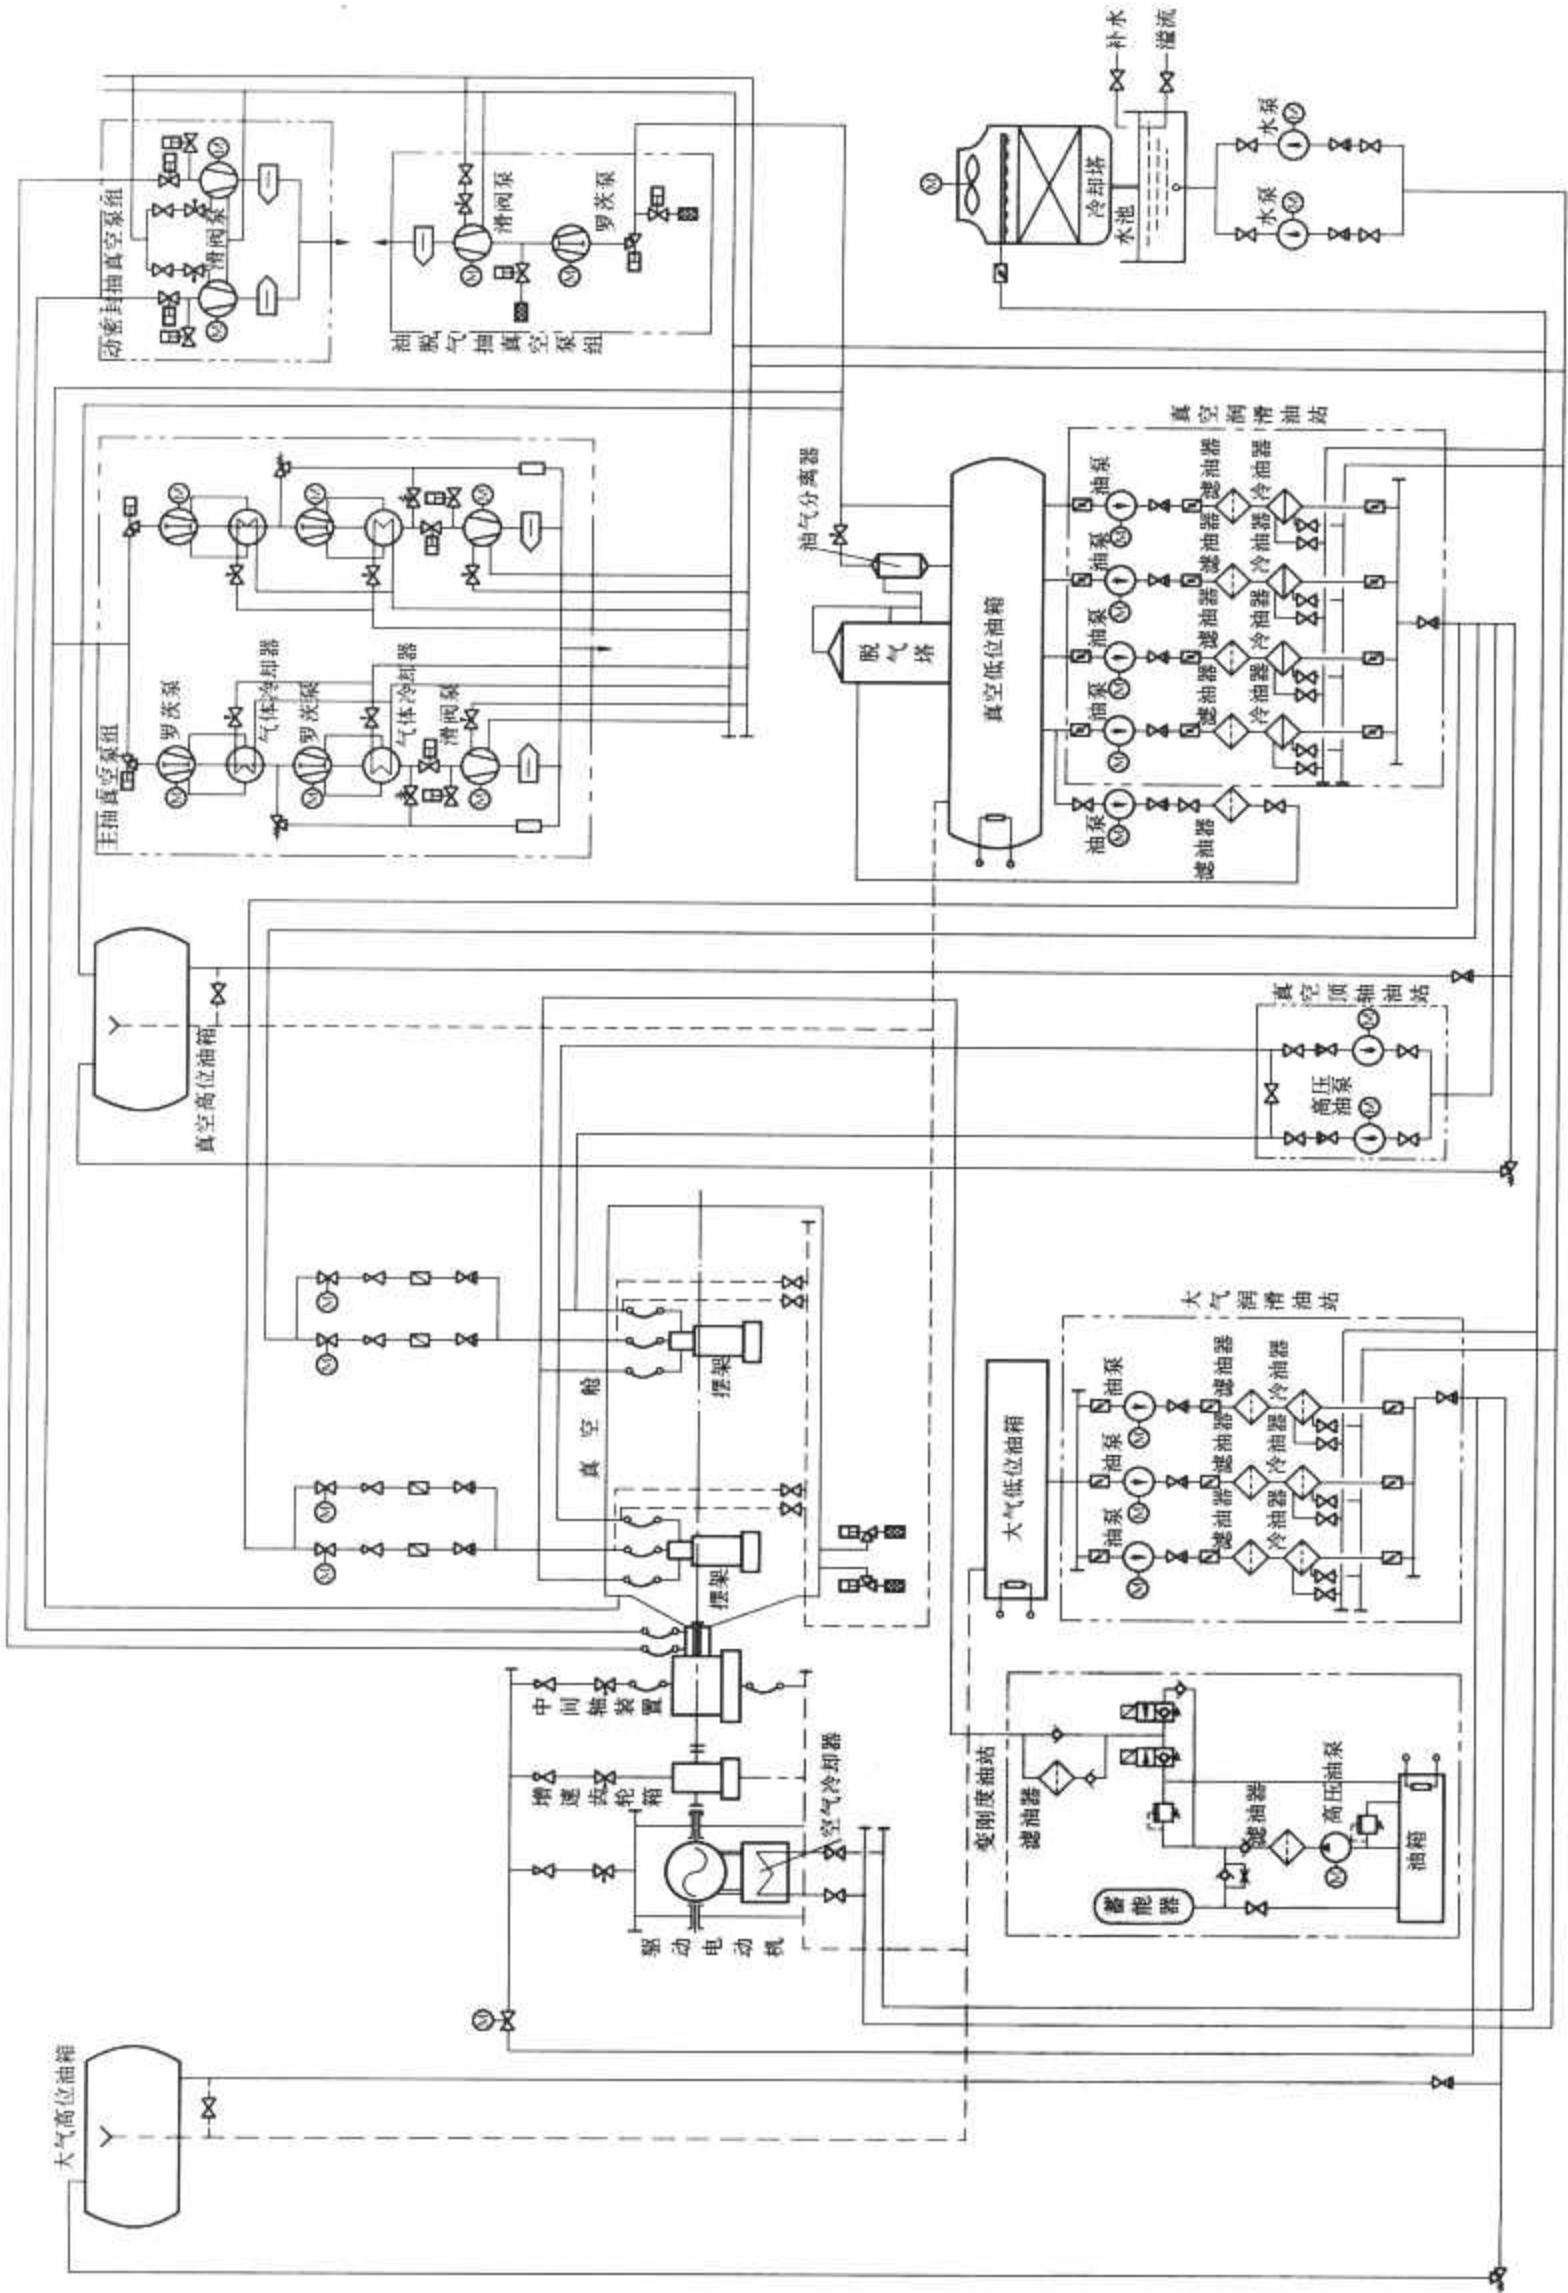 补水
溢流
动密封抽真空泵组
滑阀泵
M
M
滑阀泵
罗茨泵
M
M
油脱气抽真空泵组
M
冷却塔
水池
水泵
M
水泵
M
主抽真空泵组
M
M
M
罗茨泵
气体冷却器
罗茨泵
气体冷却器
滑阀泵
M
M
M
真空润滑油站
油气分离器
脱气塔
真空低位油箱
油泵
油泵
油泵
油泵
油泵
M
M
M
M
M
滤油器
滤油器
滤油器
滤油器
滤油器
冷油器
冷油器
冷油器
冷油器
真空高位油箱
真空顶轴油站
高压油泵
M
M
M
M
M
M
真空舱
摆架
摆架
大气润滑油站
大气低位油箱
油泵
油泵
油泵
M
M
M
滤油器
滤油器
滤油器
冷油器
冷油器
冷油器
中间轴装置
增速齿轮箱
驱动电动机
空气冷却器
变刚度油站
滤油器
滤油器
高压油泵
M
油箱
蓄能器
M
大气高位油箱